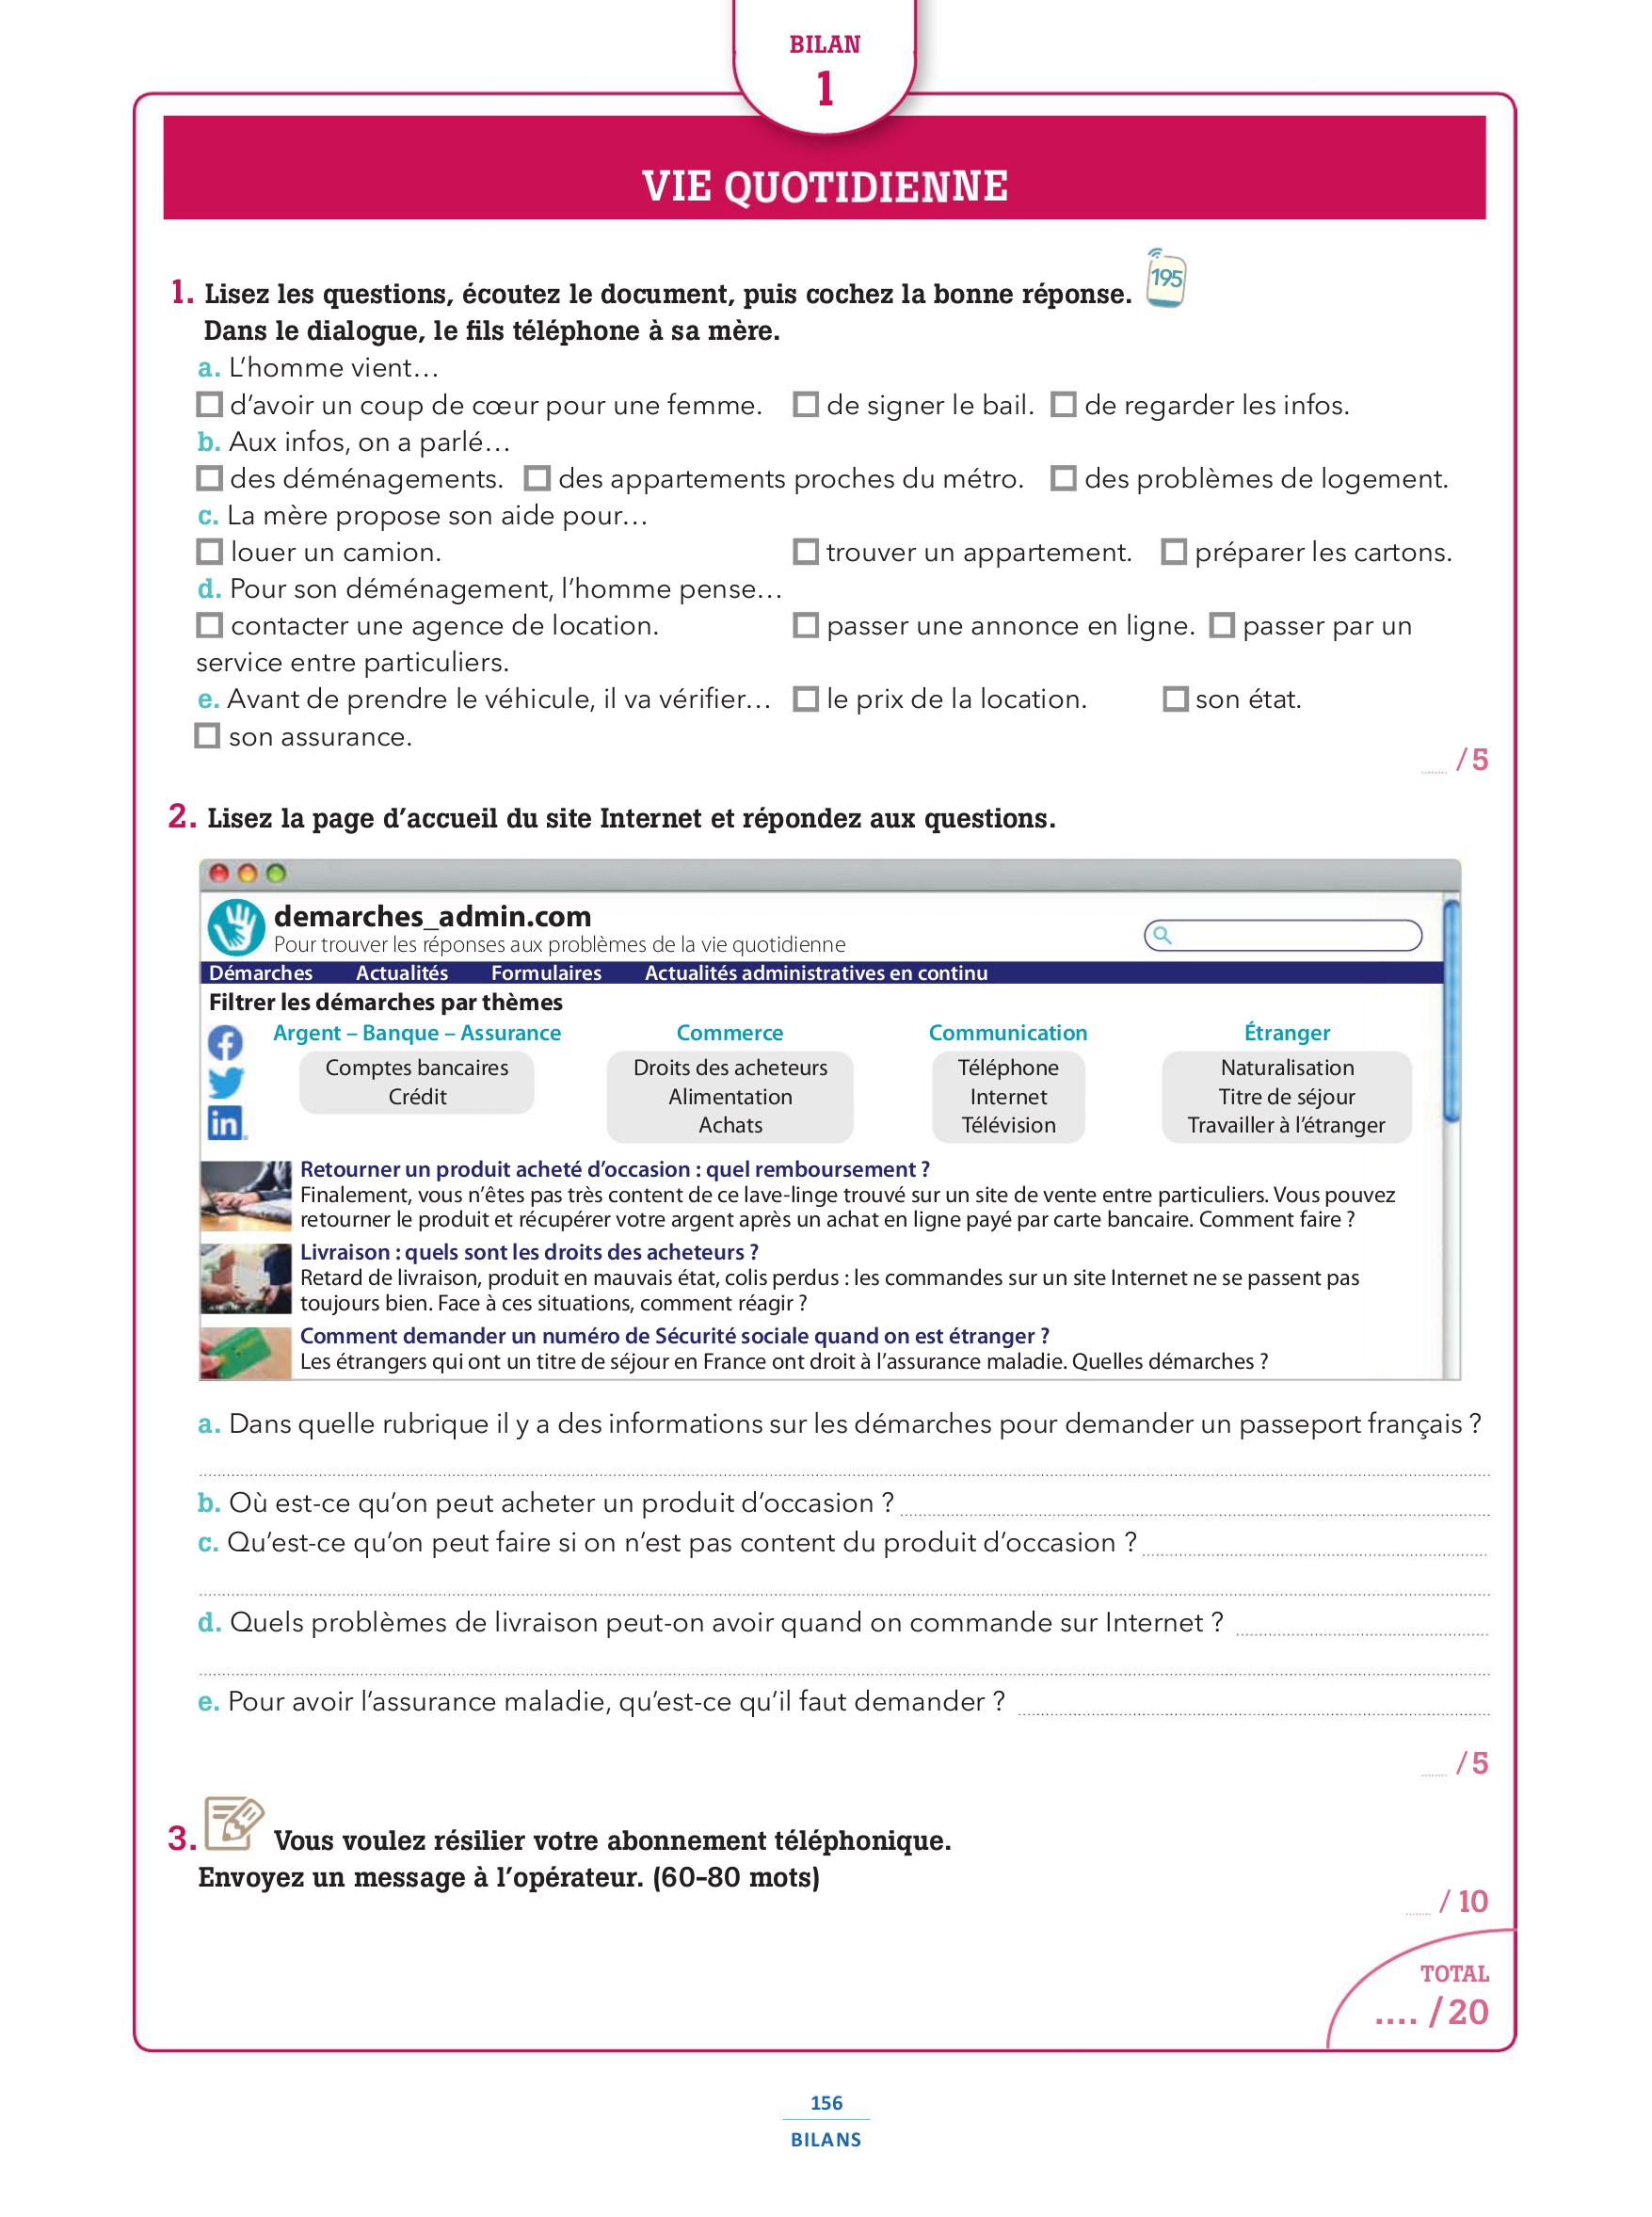 BILAN
1
VIE QUOTIDIENNE
195
1. Lisez les questions, écoutez le document, puis cochez la bonne réponse.
Dans le dialogue, le fils téléphone à sa mère.
a. L’homme vient…
☐ d’avoir un coup de cœur pour une femme. ☐ de signer le bail. ☐ de regarder les infos.
b. Aux infos, on a parlé…
☐ des déménagements. ☐ des appartements proches du métro. ☐ des problèmes de logement.
c. La mère propose son aide pour…
☐ louer un camion. ☐ trouver un appartement. ☐ préparer les cartons.
d. Pour son déménagement, l’homme pense…
☐ contacter une agence de location. ☐ passer une annonce en ligne. ☐ passer par un
service entre particuliers.
e. Avant de prendre le véhicule, il va vérifier… ☐ le prix de la location. ☐ son état.
☐ son assurance.
/ 5
2. Lisez la page d’accueil du site Internet et répondez aux questions.
demarches_admin.com
Pour trouver les réponses aux problèmes de la vie quotidienne
Démarches Actualités Formulaires Actualités administratives en continu
Filtrer les démarches par thèmes
Argent – Banque – Assurance Commerce Communication Étranger
Comptes bancaires Droits des acheteurs Téléphone Naturalisation
Crédit Alimentation Internet Titre de séjour
Achats Télévision Travailler à l’étranger
in
Retourner un produit acheté d’occasion : quel remboursement ?
Finalement, vous n’êtes pas très content de ce lave-linge trouvé sur un site de vente entre particuliers. Vous pouvez
retourner le produit et récupérer votre argent après un achat en ligne payé par carte bancaire. Comment faire ?
Livraison : quels sont les droits des acheteurs ?
Retard de livraison, produit en mauvais état, colis perdus : les commandes sur un site Internet ne se passent pas
toujours bien. Face à ces situations, comment réagir ?
Comment demander un numéro de Sécurité sociale quand on est étranger ?
Les étrangers qui ont un titre de séjour en France ont droit à l’assurance maladie. Quelles démarches ?
a. Dans quelle rubrique il y a des informations sur les démarches pour demander un passeport français ?
b. Où est-ce qu’on peut acheter un produit d’occasion ?
c. Qu’est-ce qu’on peut faire si on n’est pas content du produit d’occasion ?
d. Quels problèmes de livraison peut-on avoir quand on commande sur Internet ?
e. Pour avoir l’assurance maladie, qu’est-ce qu’il faut demander ?
/ 5
3. Vous voulez résilier votre abonnement téléphonique.
Envoyez un message à l’opérateur. (60–80 mots)
/ 10
TOTAL
.... / 20
156
BILANS